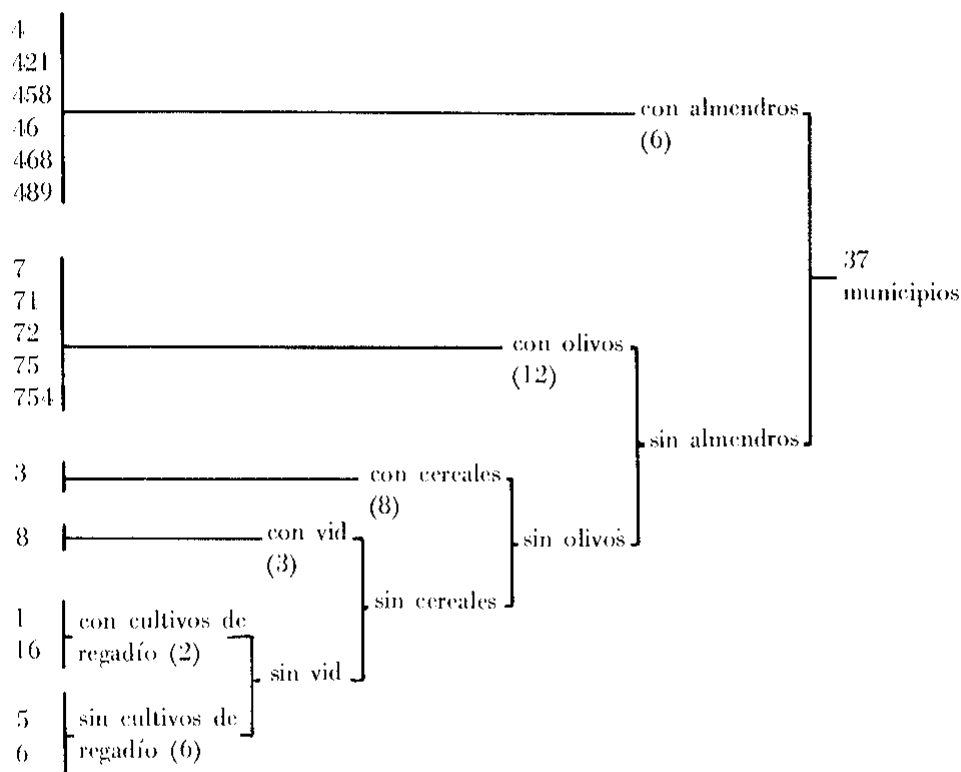 4
421
458
46
468
489
con almendros
(6)
37
municipios
7
71
72
75
754
con olivos
(12)
sin almendros
3
con cereales
(8)
8
con vid
(3)
sin olivos
sin cereales
1
16
con cultivos de
regadío (2)
sin vid
5
6
sin cultivos de
regadío (6)